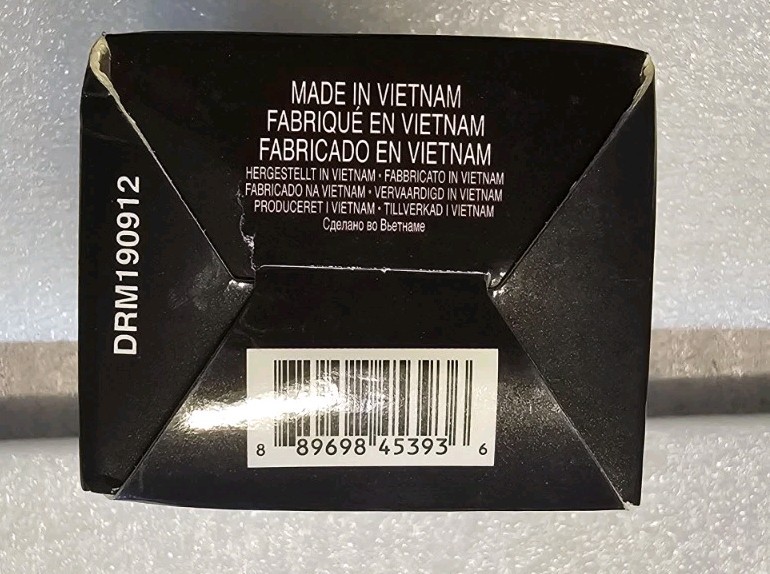 MADE IN VIETNAM
FABRIQUÉ EN VIETNAM
FABRICADO EN VIETNAM
HERGESTELLT IN VIETNAM • FABBRICATO IN VIETNAM
FABRICADO NA VIETNAM • VERVAARDIGD IN VIETNAM
PRODUCERET I VIETNAM • TILLVERKAD I VIETNAM
Сделано во Вьетнаме
DRM190912
8 89698 45393 6